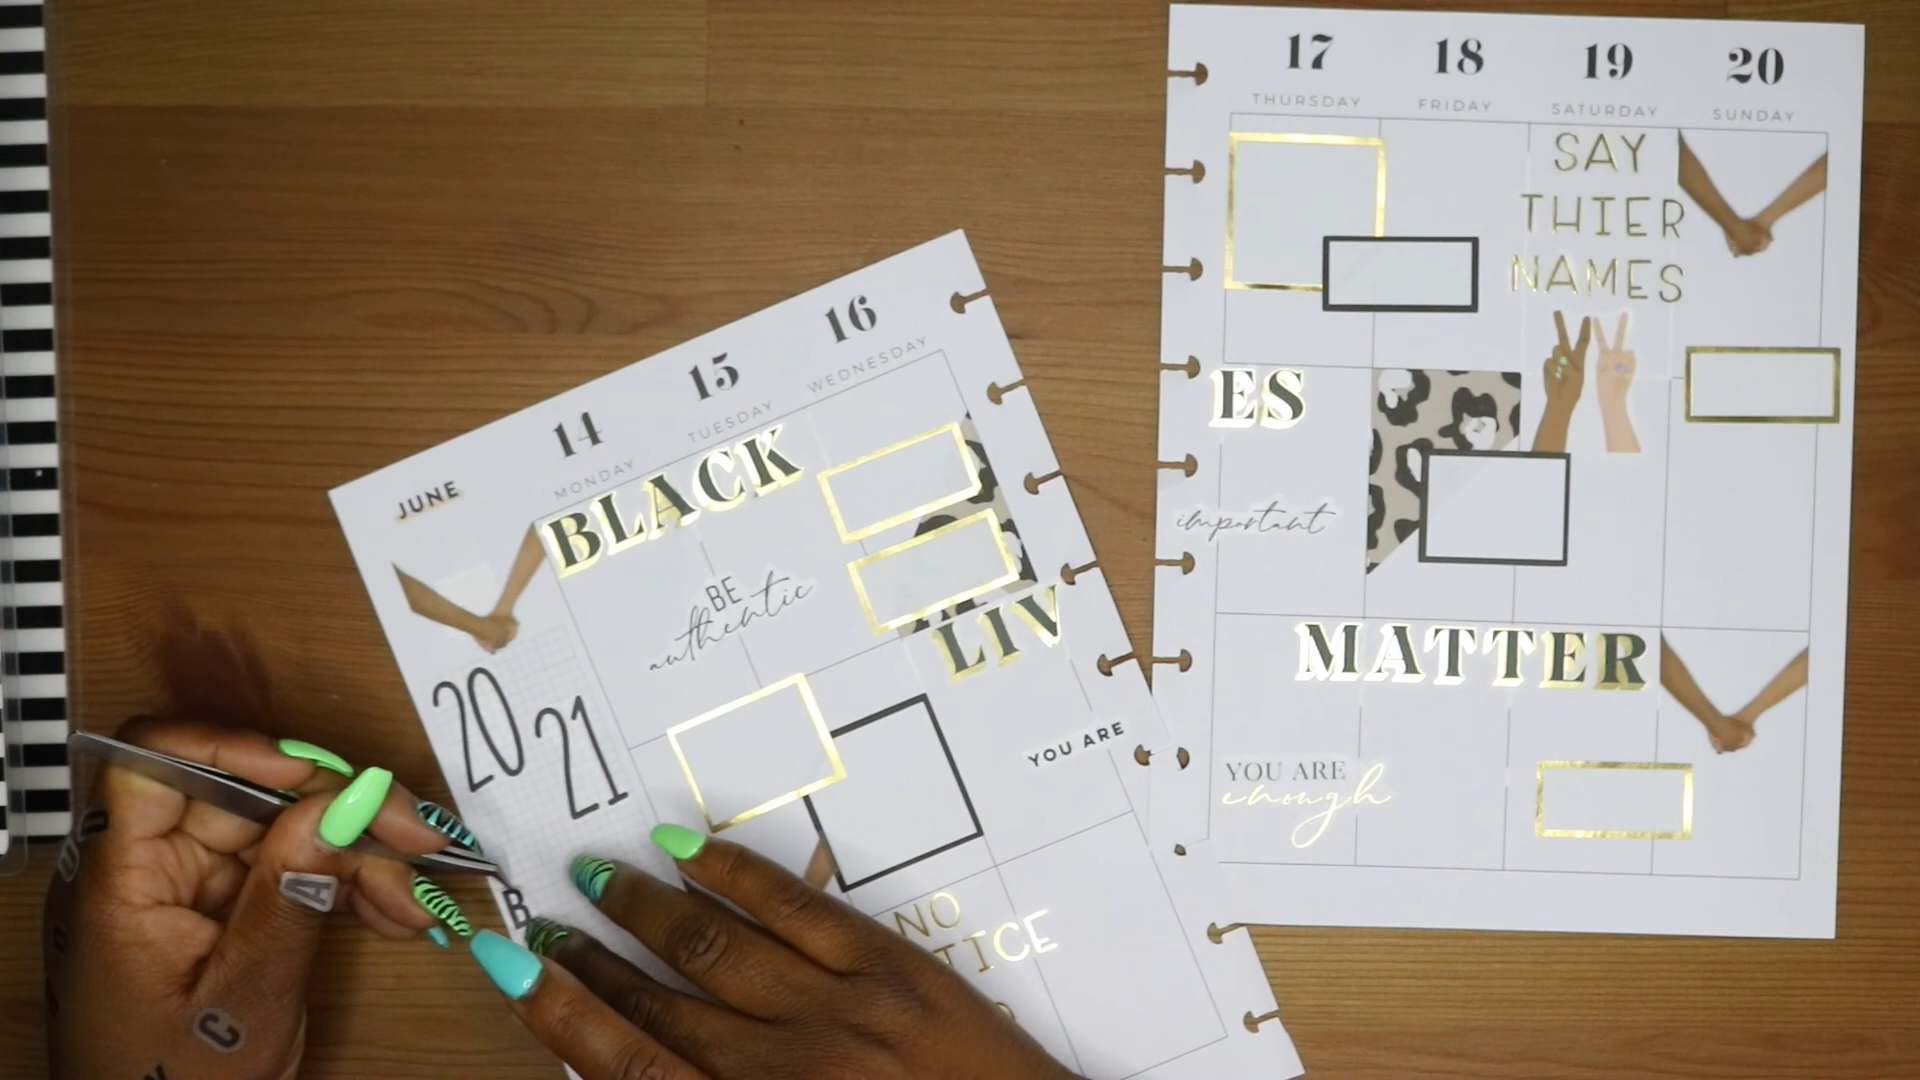 JUNE
14
MONDAY
15
TUESDAY
16
WEDNESDAY
BLACK
BE
authentic
LIV
20
21
YOU ARE
B
NO
TICE
17
THURSDAY
18
FRIDAY
19
SATURDAY
20
SUNDAY
SAY
THIER
NAMES
ES
important
MATTER
YOU ARE
enough
A
C